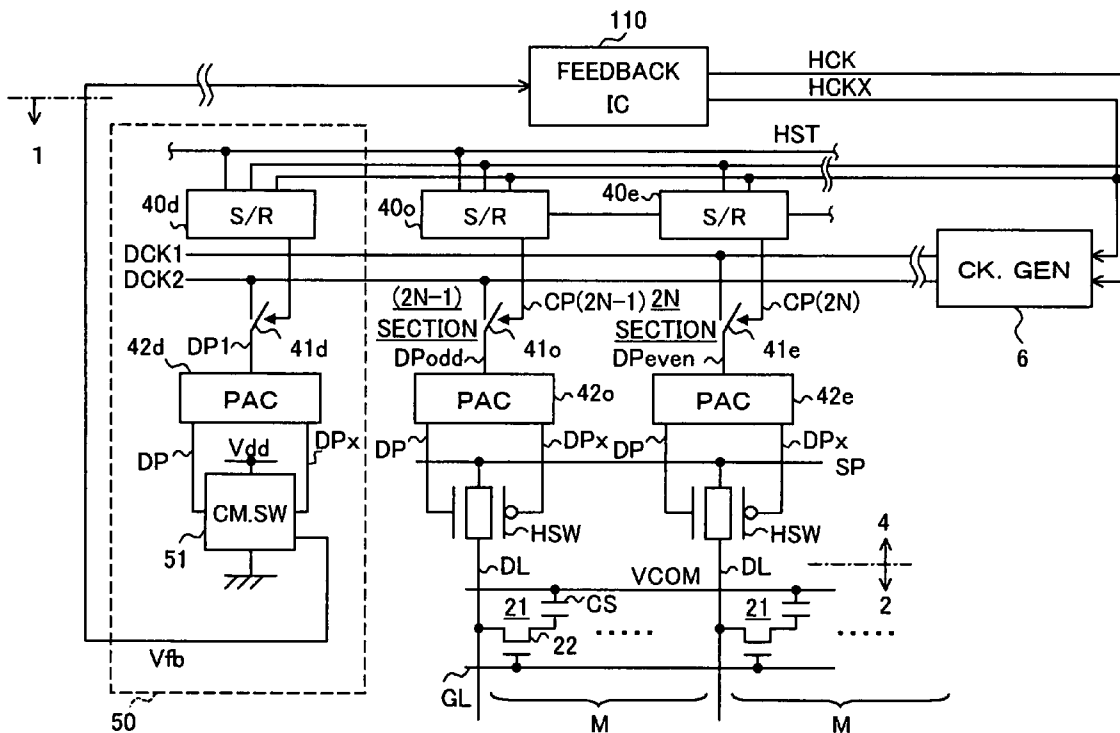 110
FEEDBACK
IC
HCK
HCKX
1
HST
40d
S/R
40o
S/R
40e
S/R
DCK1
DCK2
CK. GEN
6
(2N-1)
SECTION
CP(2N-1)
2N
SECTION
CP(2N)
DP1
41d
DPodd
41o
DPeven
41e
42d
PAC
PAC
42o
PAC
42e
DP
DPx
DP
DPx
DP
DPx
Vdd
SP
CM.SW
51
HSW
HSW
DL
DL
4
2
VCOM
CS
21
22
21
Vfb
GL
50
M
M